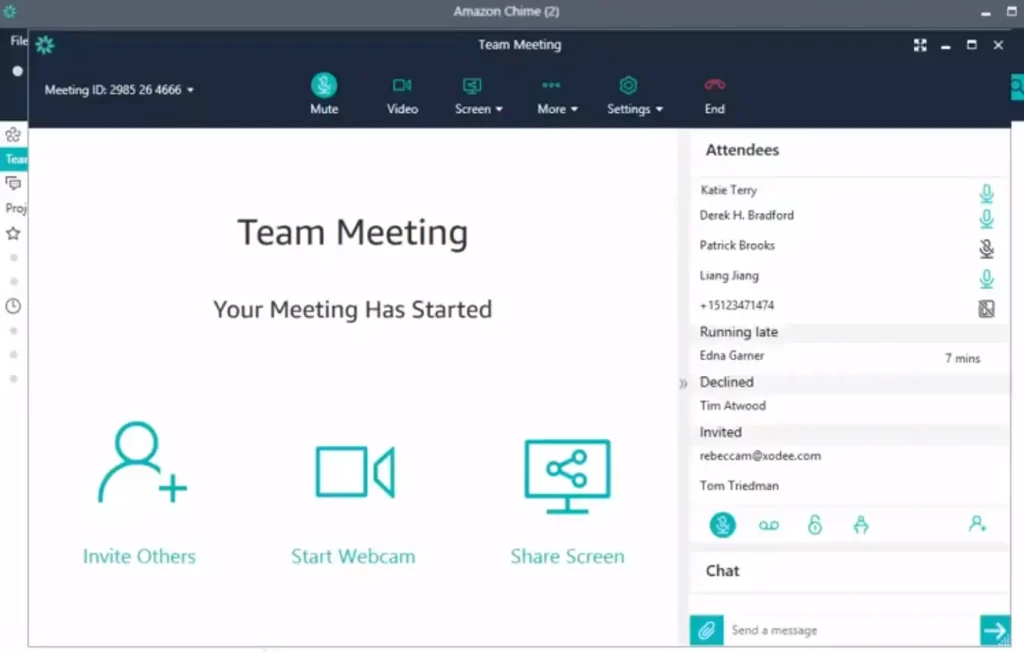 Amazon Chime (2)
File
Team Meeting
Meeting ID: 2985 26 4666
Mute
Video
Screen
More
Settings
End
Team
Proj
Team Meeting
Your Meeting Has Started
Invite Others
Start Webcam
Share Screen
Attendees
Katie Terry
Derek H. Bradford
Patrick Brooks
Liang Jiang
+15123471474
Running late
Edna Garner 7 mins
Declined
Tim Atwood
Invited
rebeccam@xodee.com
Tom Triedman
Chat
Send a message